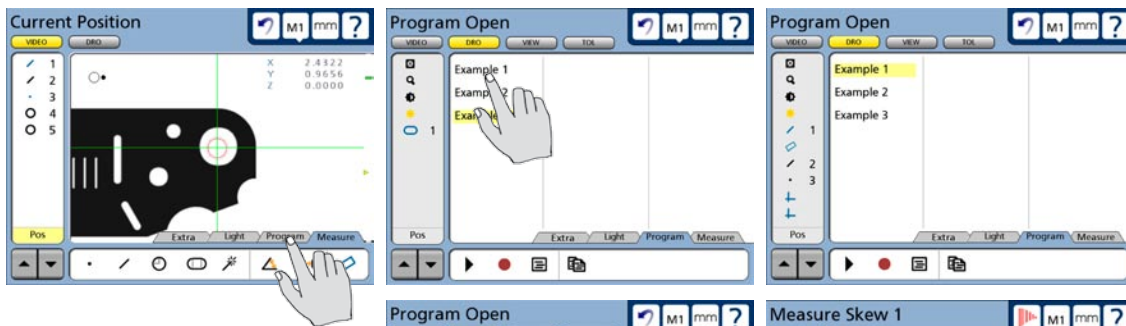 Current Position
M1 mm ?
VIDEO DRO
1
2
3
4
5
X 2.4322
Y 0.9656
Z 0.0000
Pos
Extra Light Program Measure
Program Open
M1 mm ?
VIDEO DRO VIEW TOL
1
Example 1
Example 2
Pos
Extra Light Program Measure
Program Open
M1 mm ?
VIDEO DRO VIEW TOL
Example 1
Example 2
Example 3
1
2
3
Pos
Extra Light Program Measure
Program Open
M1 mm ?
Measure Skew 1
M1 mm ?